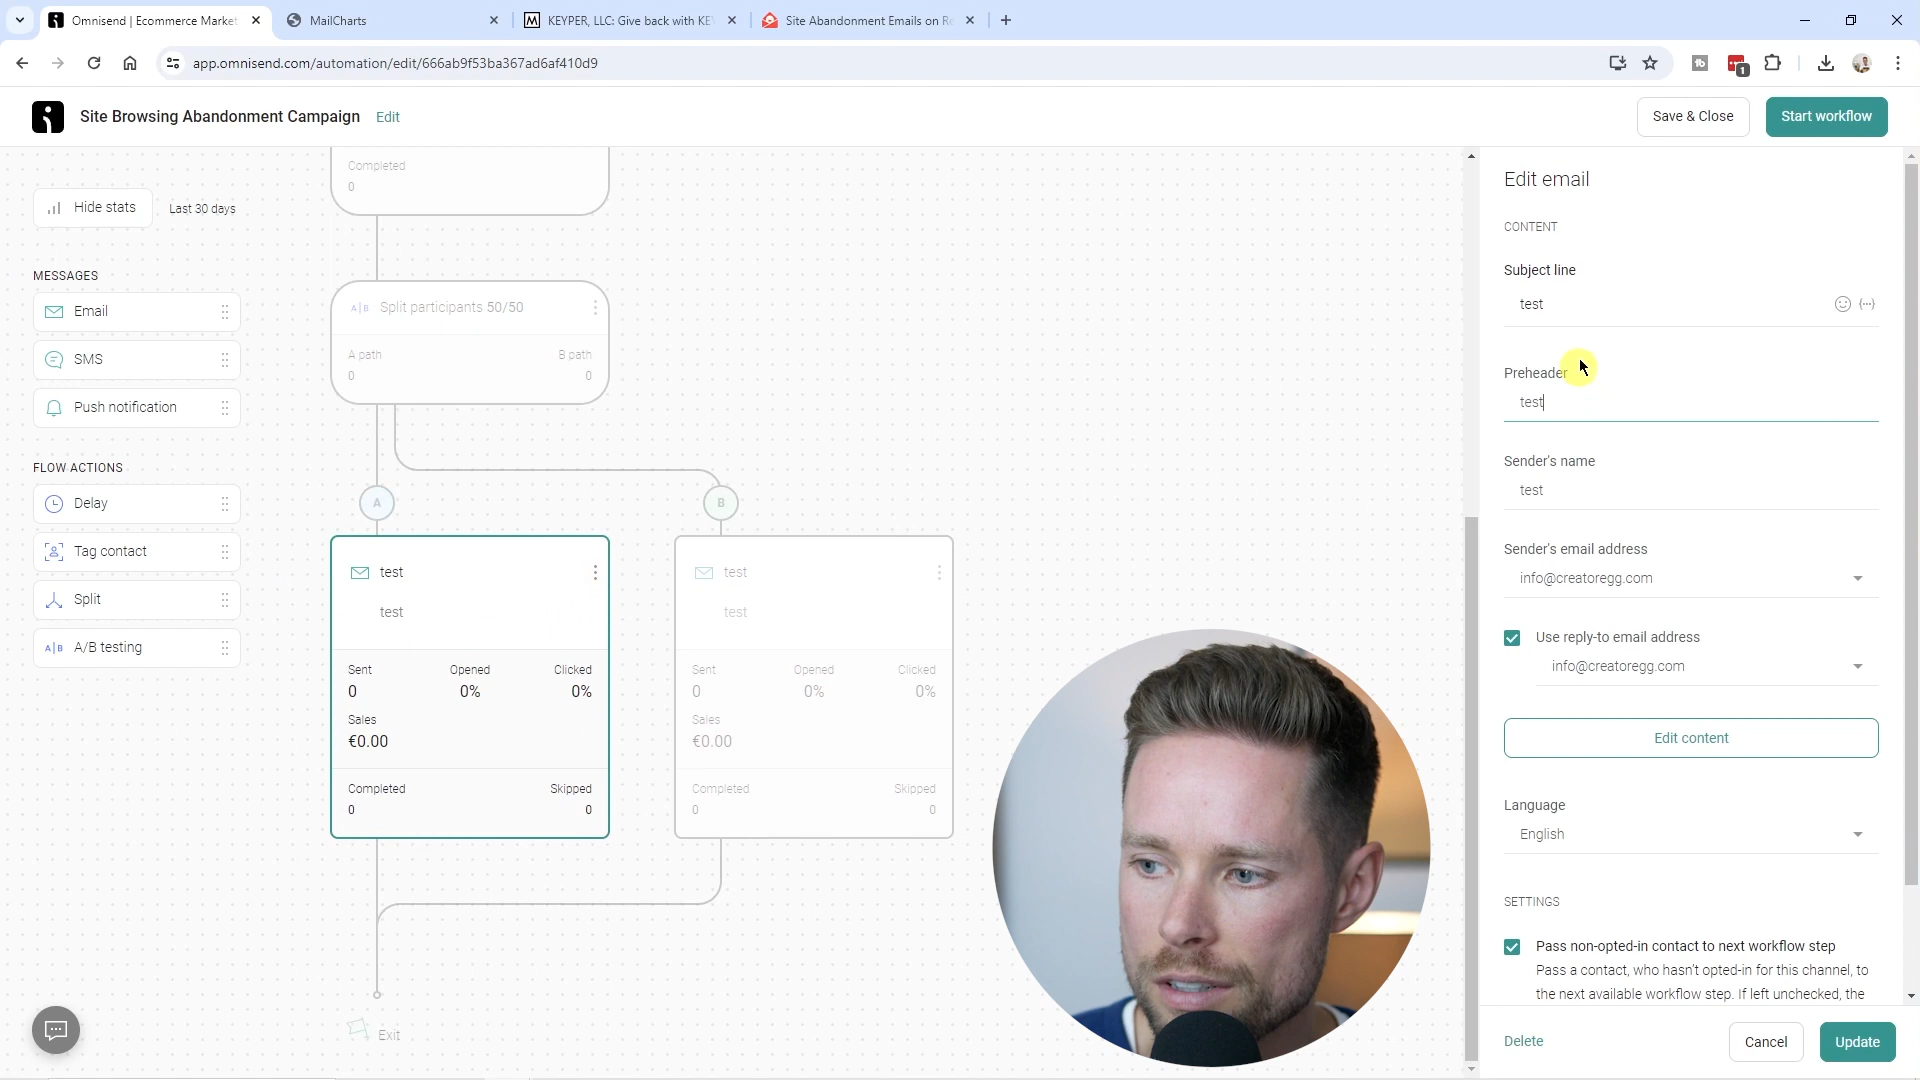 Omnisend | Ecommerce Market
MailCharts
KEYPER, LLC: Give back with KE
Site Abandonment Emails on Re
app.omnisend.com/automation/edit/666ab9f53ba367ad6af410d9
1
Site Browsing Abandonment Campaign
Edit
Save & Close
Start workflow
Hide stats
Last 30 days
MESSAGES
Email
SMS
Push notification
FLOW ACTIONS
Delay
Tag contact
Split
A|B A/B testing
Completed
0
A|B Split participants 50/50
A path
B path
0
0
A
B
test
test
Sent
Opened
Clicked
0
0%
0%
Sales
€0.00
Completed
Skipped
0
0
test
test
Sent
Opened
Clicked
0
0%
0%
Sales
€0.00
Completed
Skipped
0
0
Exit
Edit email
CONTENT
Subject line
test
Preheader
test
Sender's name
test
Sender's email address
info@creatoregg.com
Use reply-to email address
info@creatoregg.com
Edit content
Language
English
SETTINGS
Pass non-opted-in contact to next workflow step
Pass a contact, who hasn't opted-in for this channel, to
the next available workflow step. If left unchecked, the
Delete
Cancel
Update